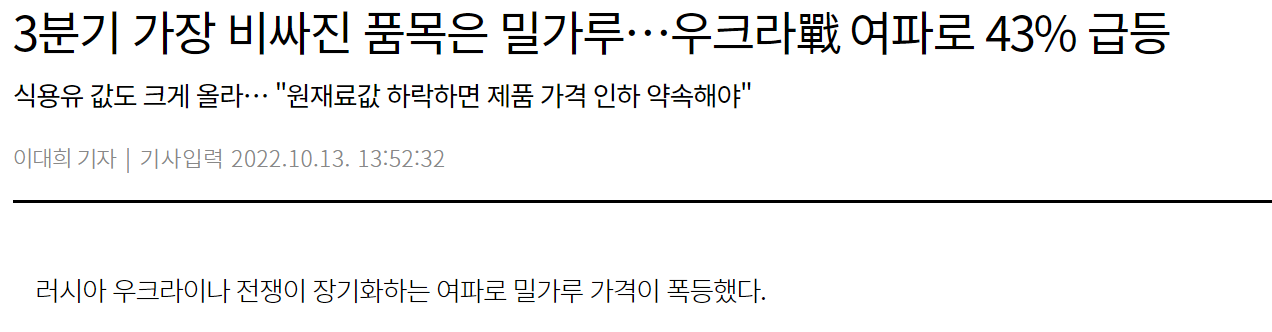 3분기 가장 비싸진 품목은 밀가루…우크라戰 여파로 43% 급등
식용유 값도 크게 올라… "원재료값 하락하면 제품 가격 인하 약속해야"
이대희 기자 | 기사입력 2022.10.13. 13:52:32
러시아 우크라이나 전쟁이 장기화하는 여파로 밀가루 가격이 폭등했다.